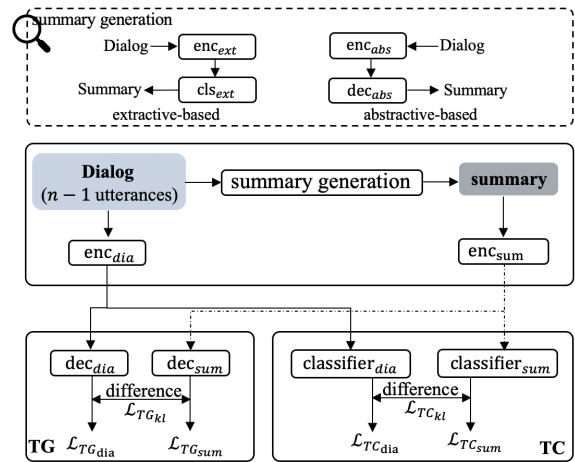 summary generation
Dialog enc_ext enc_abs Dialog
Summary cls_ext dec_abs Summary
extractive-based abstractive-based
Dialog
(n − 1 utterances) summary generation summary
enc_dia enc_sum
dec_dia dec_sum classifier_dia classifier_sum
difference difference
ℒ_TG_kl ℒ_TC_kl
TG ℒ_TG_dia ℒ_TG_sum ℒ_TC_dia ℒ_TC_sum TC